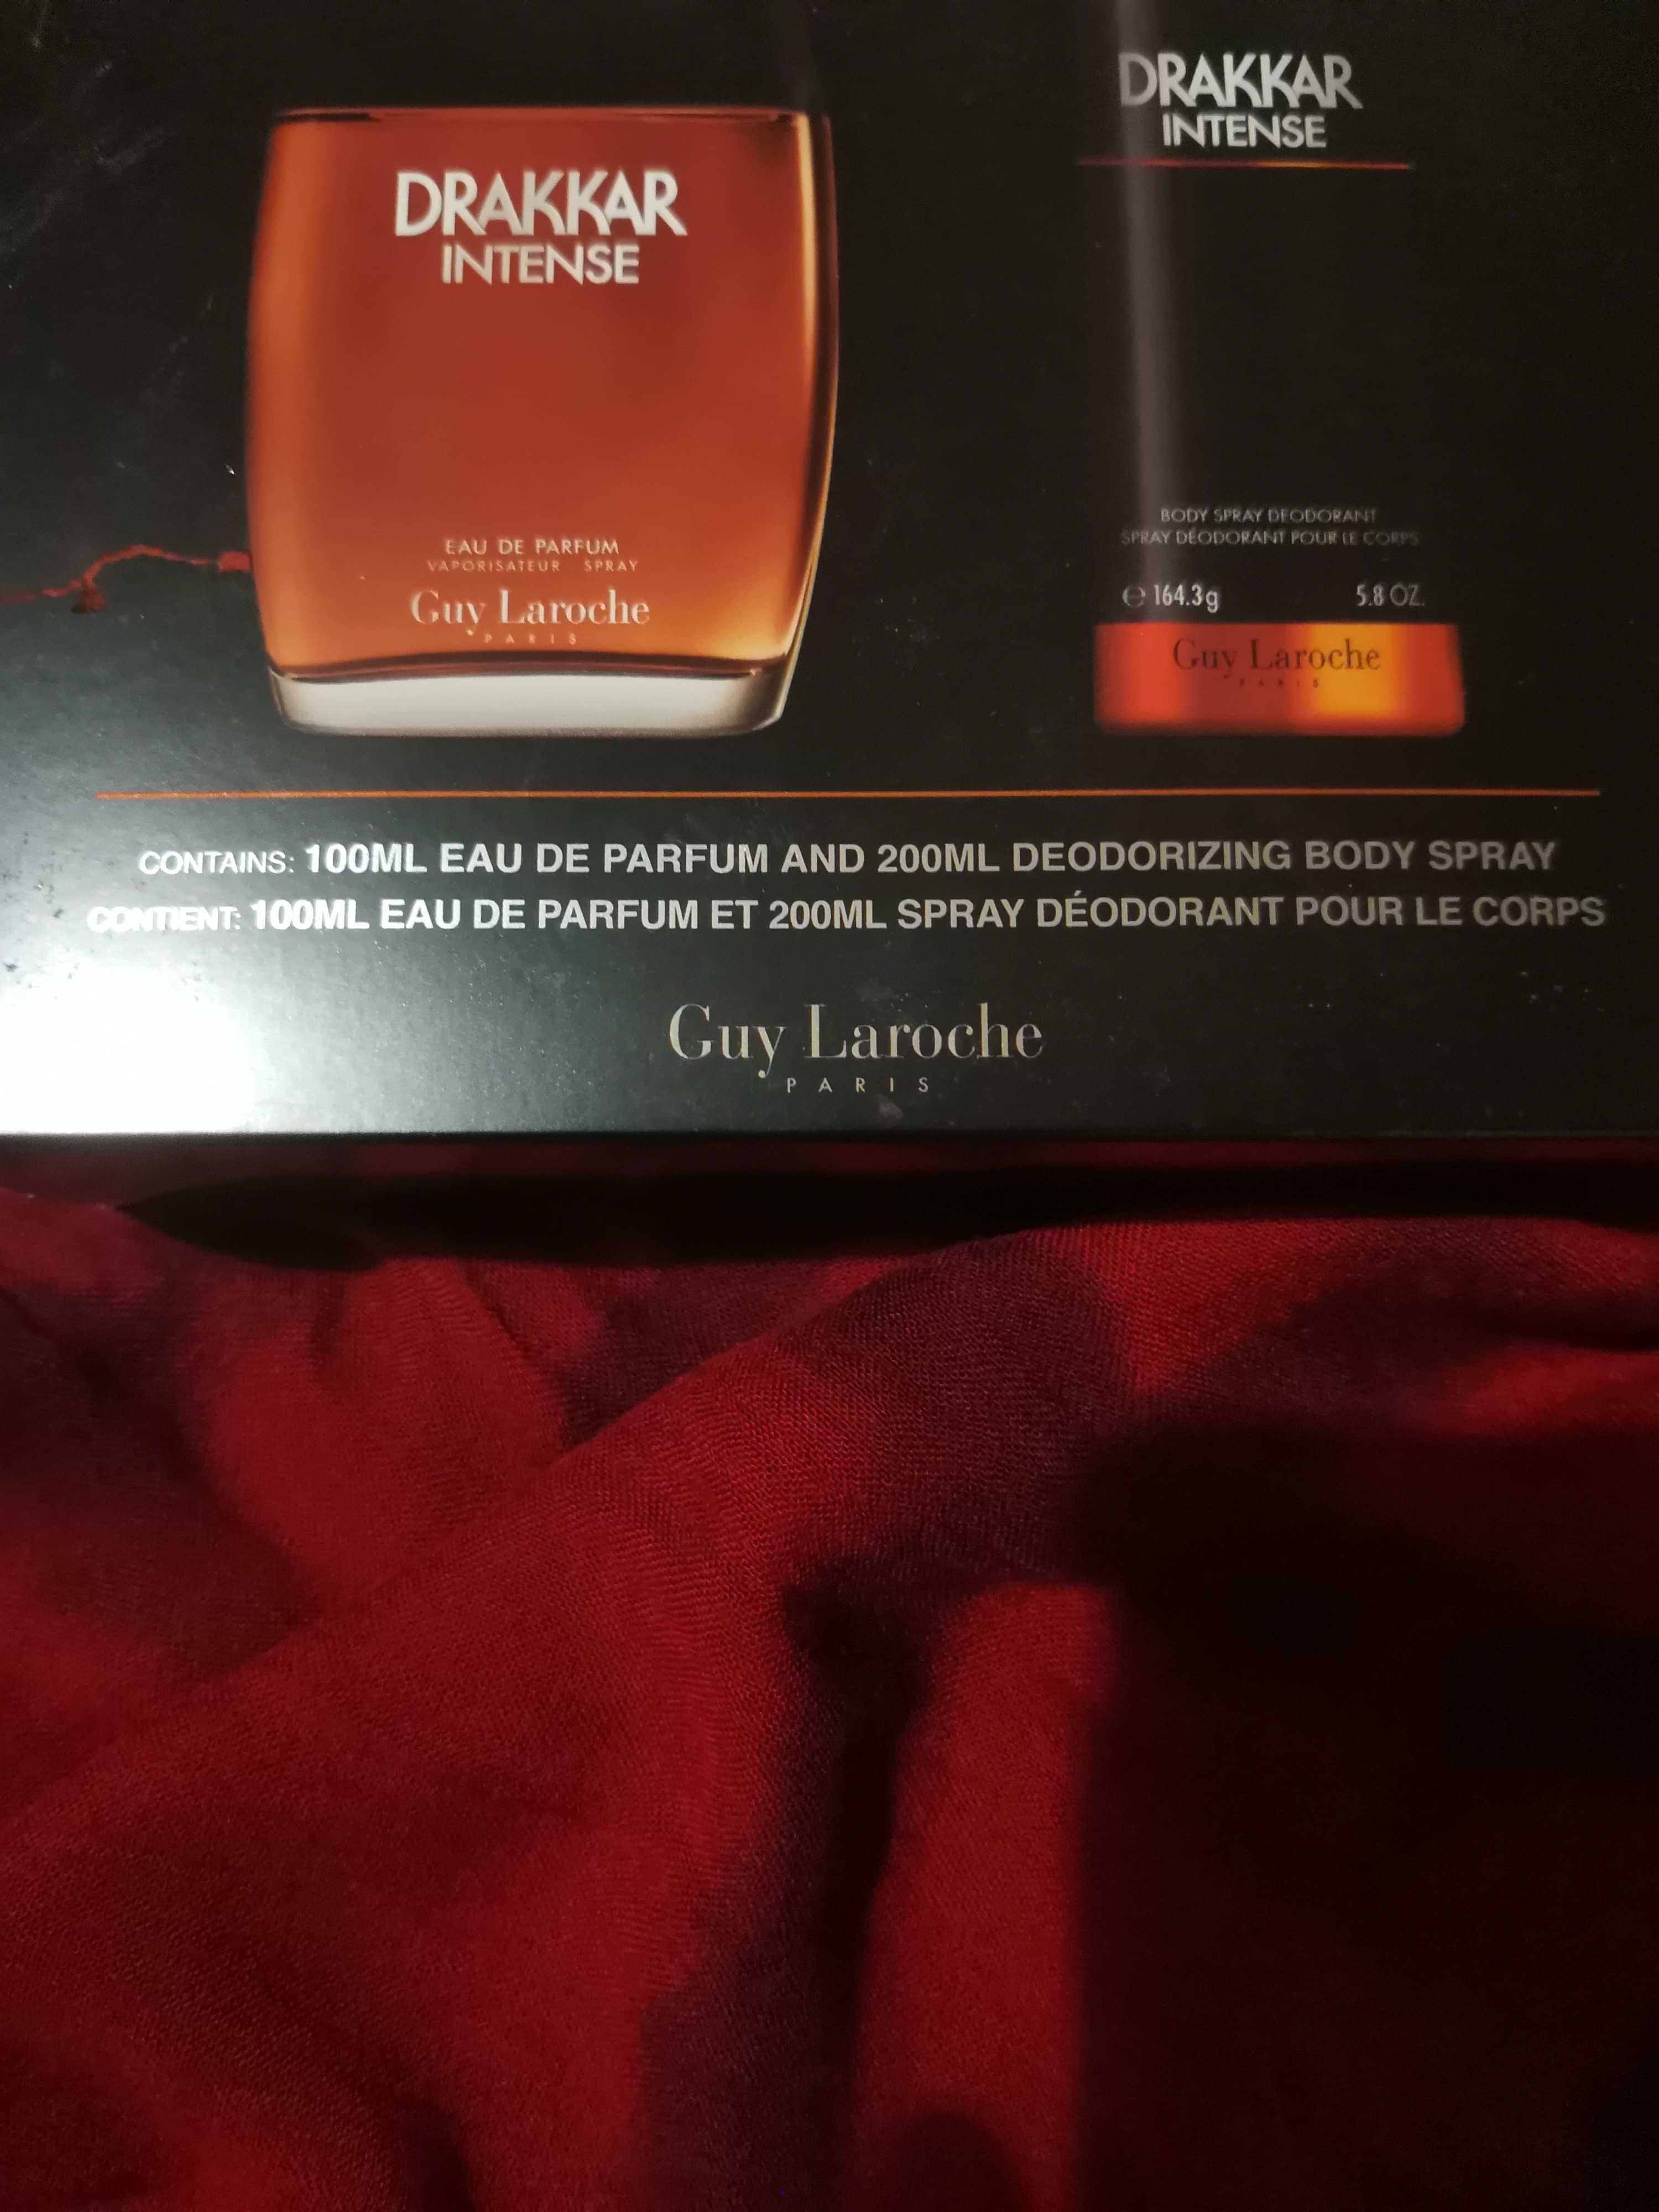 DRAKKAR
INTENSE
EAU DE PARFUM
VAPORISATEUR SPRAY
Guy Laroche
PARIS
DRAKKAR
INTENSE
BODY SPRAY DEODORANT
SPRAY DÉODORANT POUR LE CORPS
℮ 164.3g 5.8 OZ.
Guy Laroche
PARIS
CONTAINS: 100ML EAU DE PARFUM AND 200ML DEODORIZING BODY SPRAY
CONTIENT: 100ML EAU DE PARFUM ET 200ML SPRAY DÉODORANT POUR LE CORPS
Guy Laroche
PARIS